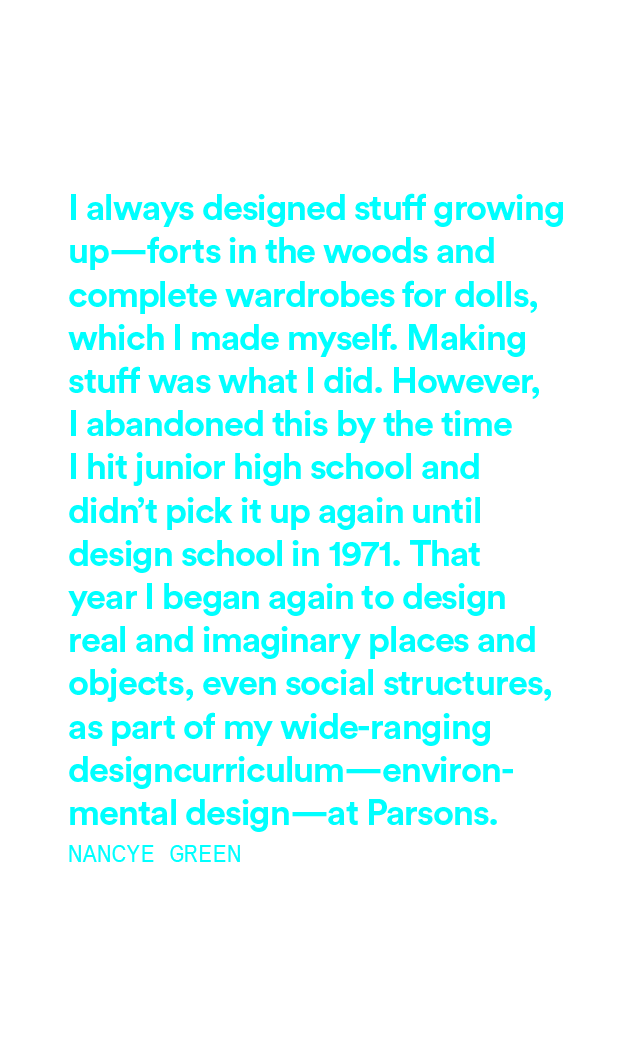 I always designed stuff growing
up—forts in the woods and
complete wardrobes for dolls,
which I made myself. Making
stuff was what I did. However,
I abandoned this by the time
I hit junior high school and
didn’t pick it up again until
design school in 1971. That
year I began again to design
real and imaginary places and
objects, even social structures,
as part of my wide-ranging
designcurriculum—environ-
mental design—at Parsons.
NANCYE GREEN